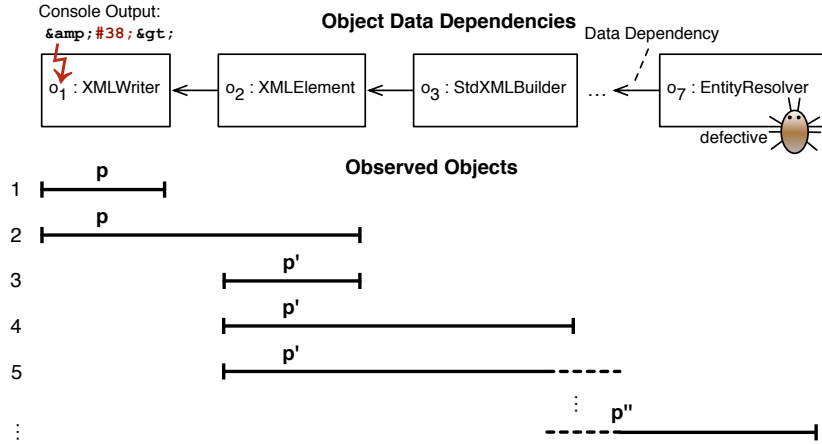 Console Output:
&amp;#38;&gt;
Object Data Dependencies
Data Dependency
o1 : XMLWriter
o2 : XMLElement
o3 : StdXMLBuilder
...
o7 : EntityResolver
defective
Observed Objects
1 p
2 p
3 p'
4 p'
5 p'
⋮
⋮ p"